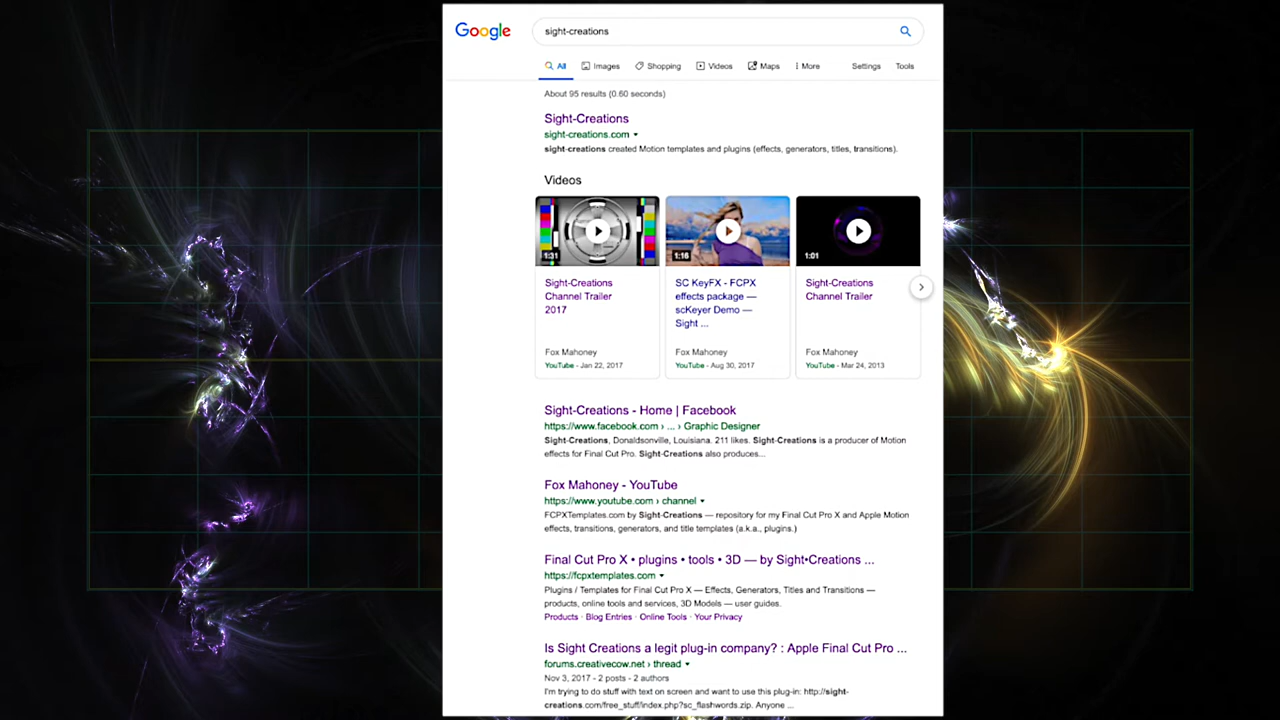 Google
sight-creations
All Images Shopping Videos Maps More Settings Tools
About 95 results (0.60 seconds)
Sight-Creations
sight-creations.com
sight-creations created Motion templates and plugins (effects, generators, titles, transitions).
Videos
1:31
Sight-Creations
Channel Trailer
2017
Fox Mahoney
YouTube - Jan 22, 2017
1:16
SC KeyFX - FCPX
effects package —
scKeyer Demo —
Sight ...
Fox Mahoney
YouTube - Aug 30, 2017
1:01
Sight-Creations
Channel Trailer
Fox Mahoney
YouTube - Mar 24, 2013
Sight-Creations - Home | Facebook
https://www.facebook.com › ... › Graphic Designer
Sight-Creations, Donaldsonville, Louisiana. 211 likes. Sight-Creations is a producer of Motion
effects for Final Cut Pro. Sight-Creations also produces...
Fox Mahoney - YouTube
https://www.youtube.com › channel
FCPXTemplates.com by Sight-Creations — repository for my Final Cut Pro X and Apple Motion
effects, transitions, generators, and title templates (a.k.a., plugins.)
Final Cut Pro X • plugins • tools • 3D — by Sight•Creations ...
https://fcpxtemplates.com
Plugins / Templates for Final Cut Pro X — Effects, Generators, Titles and Transitions —
products, online tools and services, 3D Models — user guides.
Products · Blog Entries · Online Tools · Your Privacy
Is Sight Creations a legit plug-in company? : Apple Final Cut Pro ...
forums.creativecow.net › thread
Nov 3, 2017 - 2 posts - 2 authors
I'm trying to do stuff with text on screen and want to use this plug-in: http://sight-
creations.com/free_stuff/index.php?sc_flashwords.zip. Anyone ...